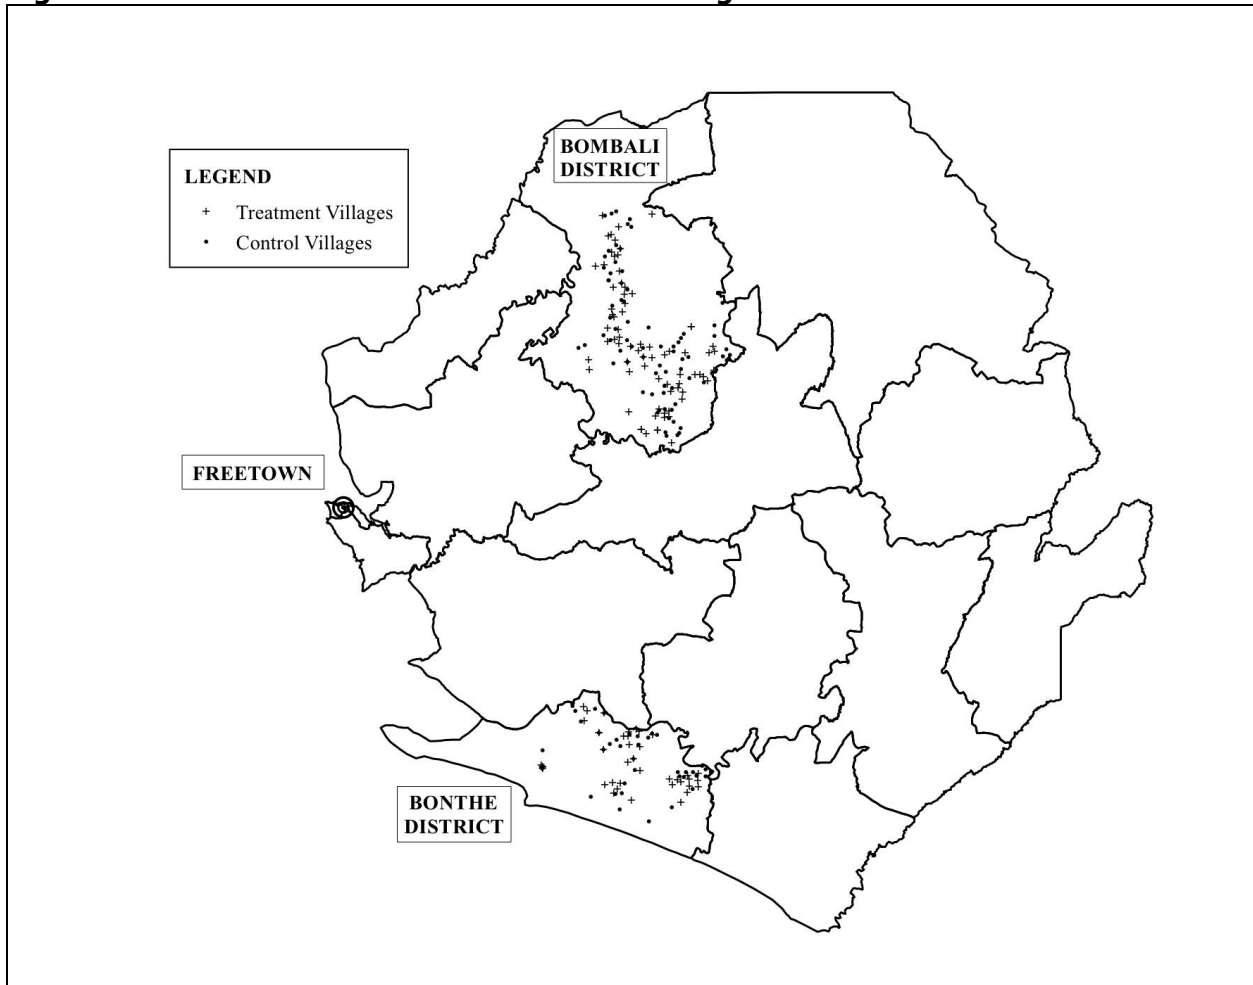 BOMBALI
DISTRICT
LEGEND
+ Treatment Villages
• Control Villages
FREETOWN
BONTHE
DISTRICT